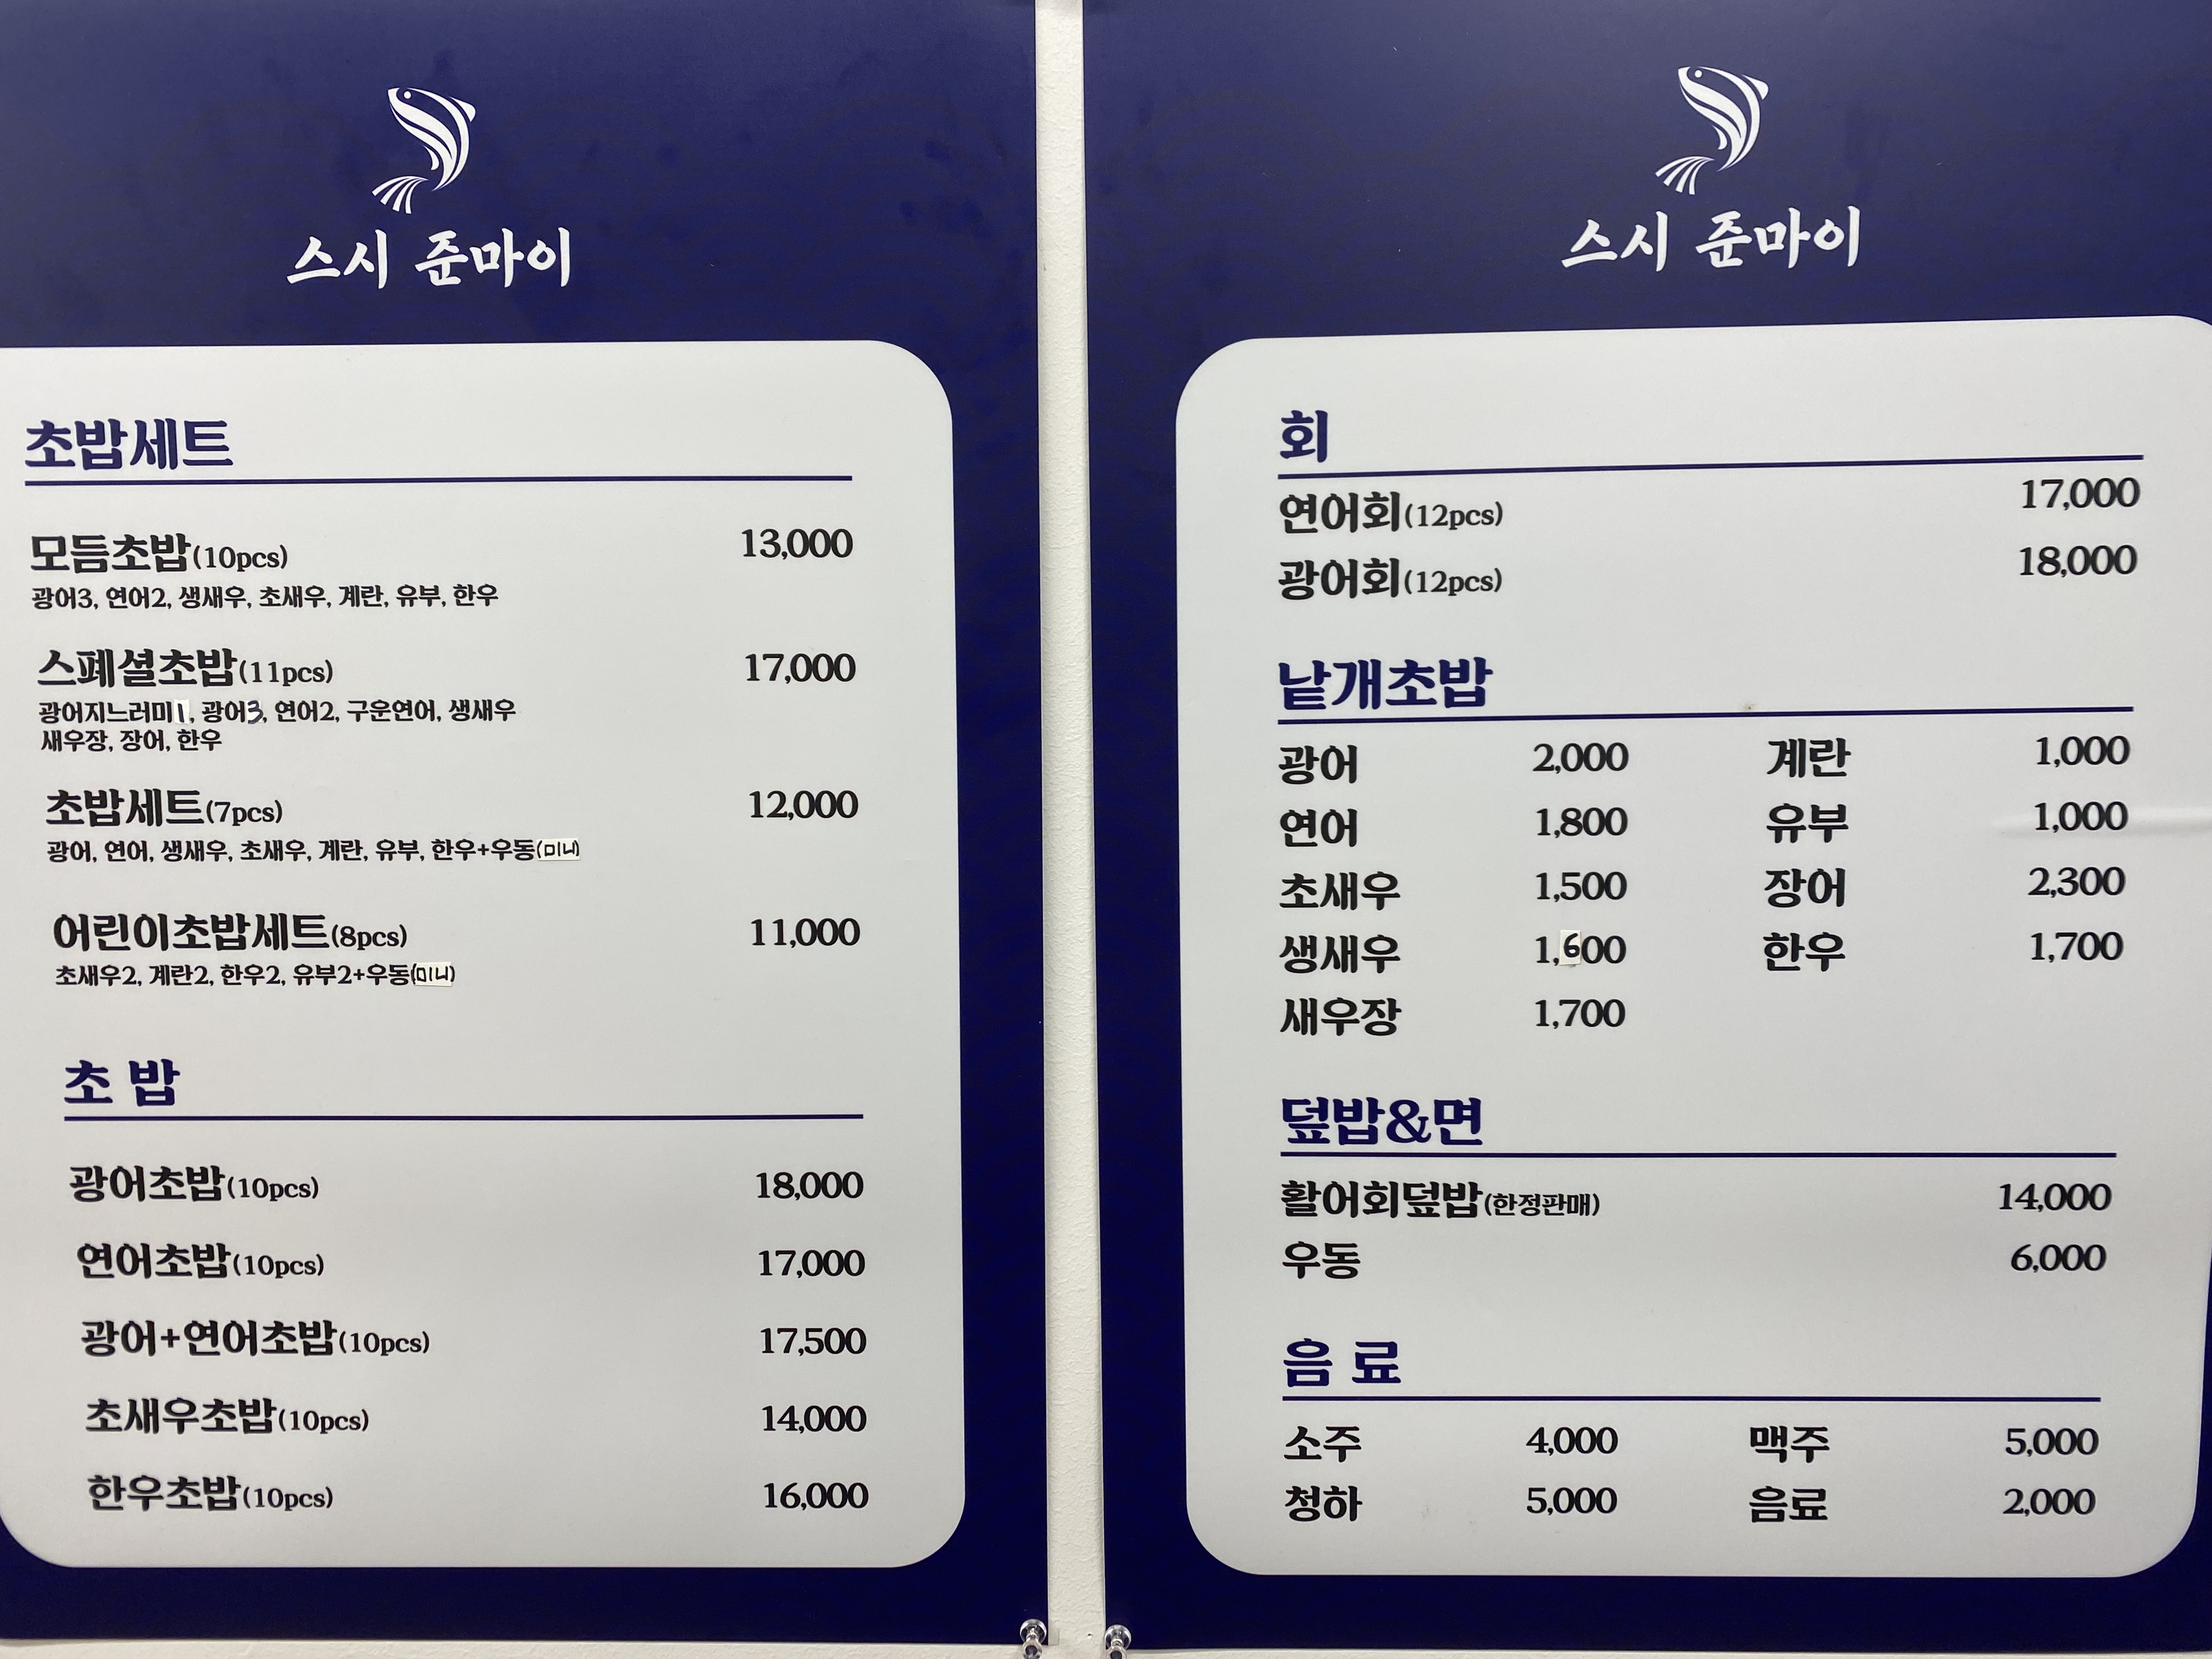 스시 준마이
초밥세트
모듬초밥(10pcs) 13,000
광어3, 연어2, 생새우, 초새우, 계란, 유부, 한우
스폐셜초밥(11pcs) 17,000
광어지느러미1, 광어3, 연어2, 구운연어, 생새우
새우장, 장어, 한우
초밥세트(7pcs) 12,000
광어, 연어, 생새우, 초새우, 계란, 유부, 한우+우동(미니)
어린이초밥세트(8pcs) 11,000
초새우2, 계란2, 한우2, 유부2+우동(미니)
초 밥
광어초밥(10pcs) 18,000
연어초밥(10pcs) 17,000
광어+연어초밥(10pcs) 17,500
초새우초밥(10pcs) 14,000
한우초밥(10pcs) 16,000
스시 준마이
회
연어회(12pcs) 17,000
광어회(12pcs) 18,000
낱개초밥
광어 2,000 계란 1,000
연어 1,800 유부 1,000
초새우 1,500 장어 2,300
생새우 1,600 한우 1,700
새우장 1,700
덮밥&면
활어회덮밥(한정판매) 14,000
우동 6,000
음 료
소주 4,000 맥주 5,000
청하 5,000 음료 2,000